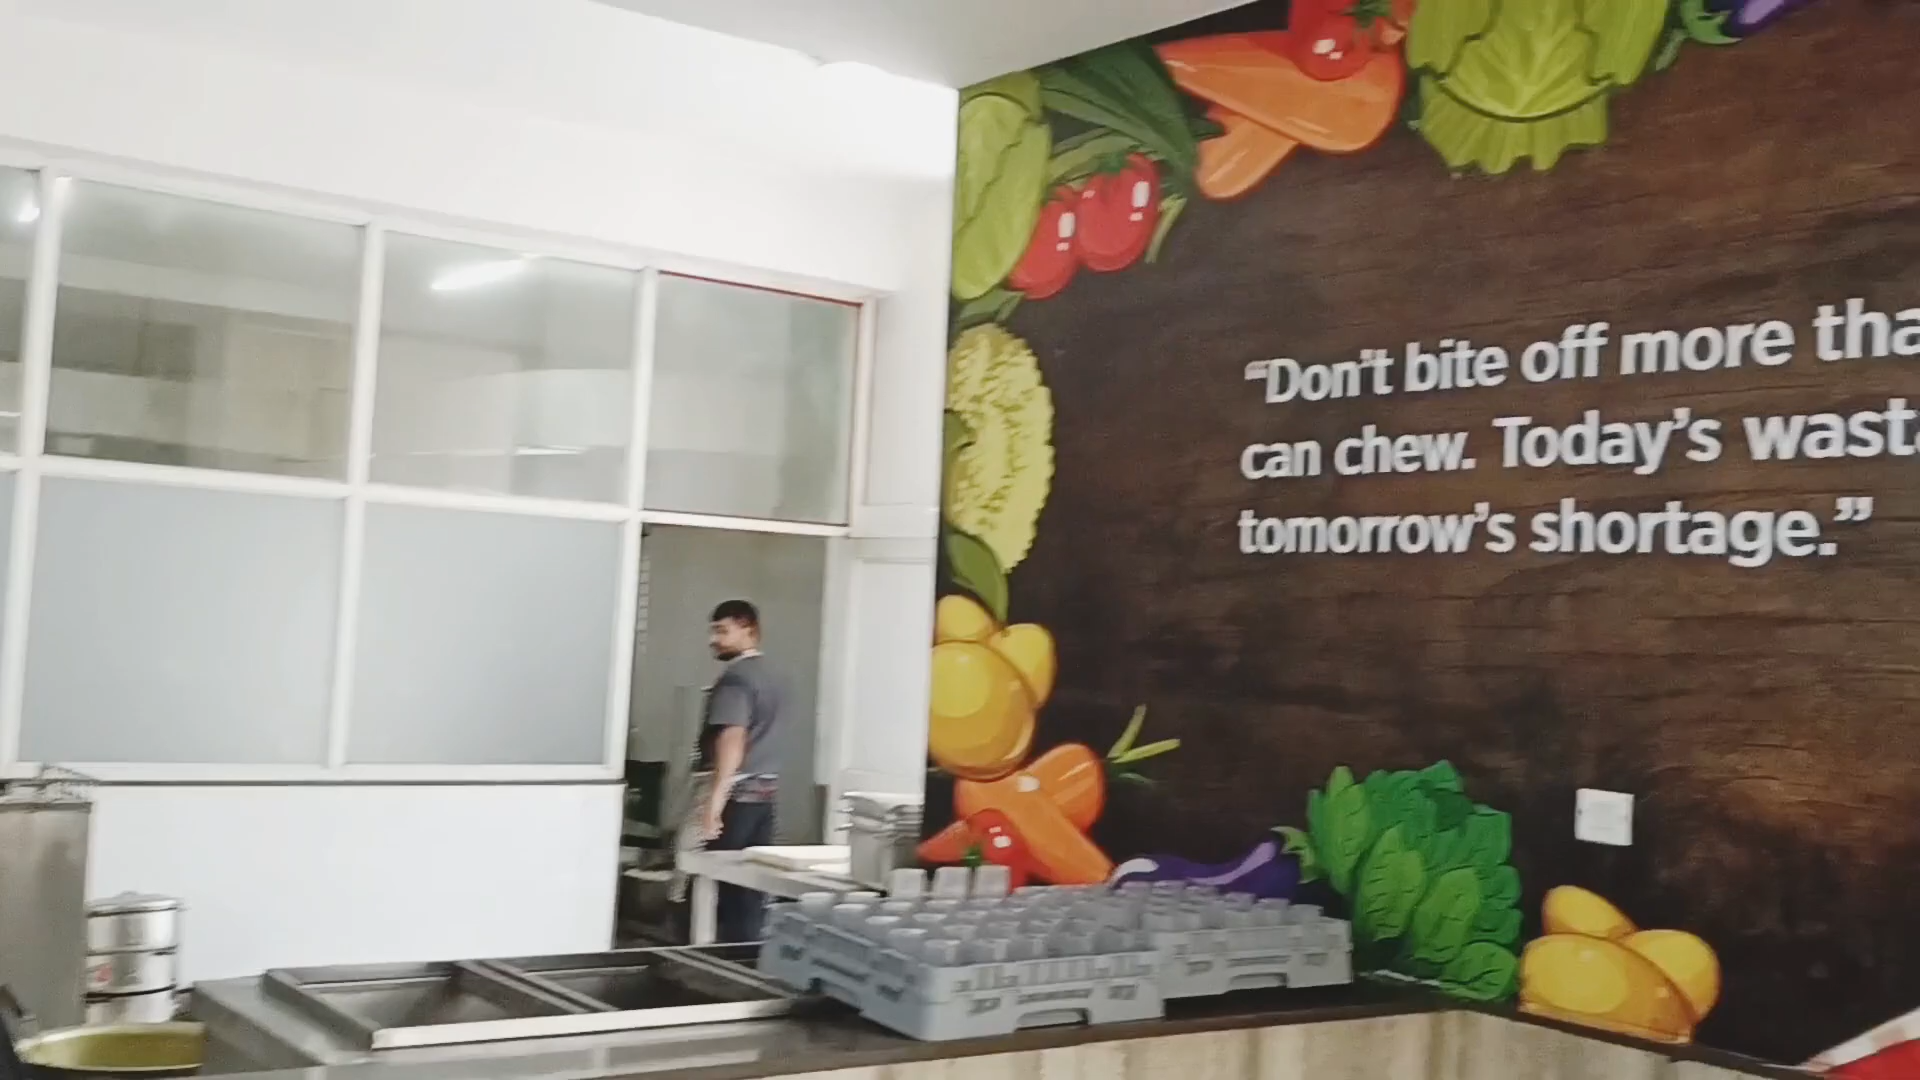 “Don't bite off more tha
can chew. Today's wast
tomorrow's shortage.”